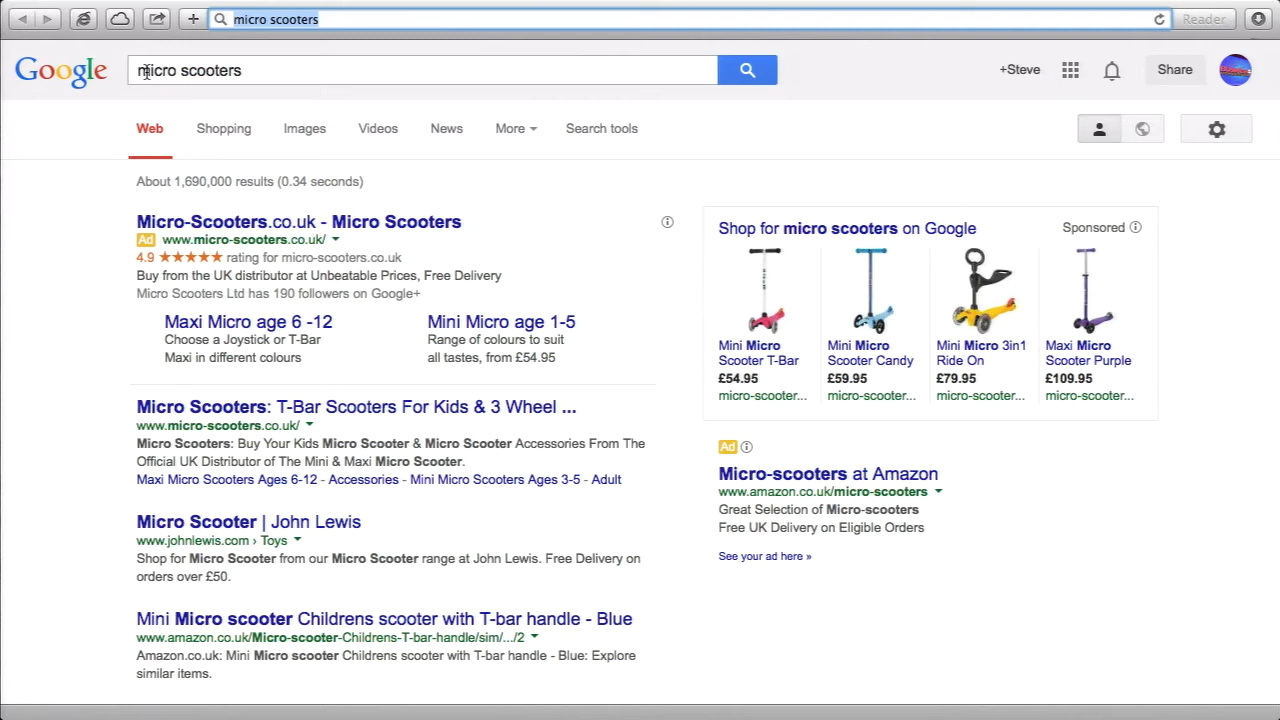 micro scooters
Reader
Google
micro scooters
+Steve
Share
Web
Shopping
Images
Videos
News
More
Search tools
About 1,690,000 results (0.34 seconds)
Micro-Scooters.co.uk - Micro Scooters
Ad www.micro-scooters.co.uk/
4.9 ★★★★★ rating for micro-scooters.co.uk
Buy from the UK distributor at Unbeatable Prices, Free Delivery
Micro Scooters Ltd has 190 followers on Google+
Maxi Micro age 6 -12
Choose a Joystick or T-Bar
Maxi in different colours
Mini Micro age 1-5
Range of colours to suit
all tastes, from £54.95
Micro Scooters: T-Bar Scooters For Kids & 3 Wheel ...
www.micro-scooters.co.uk/
Micro Scooters: Buy Your Kids Micro Scooter & Micro Scooter Accessories From The
Official UK Distributor of The Mini & Maxi Micro Scooter.
Maxi Micro Scooters Ages 6-12 - Accessories - Mini Micro Scooters Ages 3-5 - Adult
Micro Scooter | John Lewis
www.johnlewis.com › Toys
Shop for Micro Scooter from our Micro Scooter range at John Lewis. Free Delivery on
orders over £50.
Mini Micro scooter Childrens scooter with T-bar handle - Blue
www.amazon.co.uk/Micro-scooter-Childrens-T-bar-handle/sim/.../2
Amazon.co.uk: Mini Micro scooter Childrens scooter with T-bar handle - Blue: Explore
similar items.
Shop for micro scooters on Google
Sponsored
Mini Micro
Scooter T-Bar
£54.95
micro-scooter...
Mini Micro
Scooter Candy
£59.95
micro-scooter...
Mini Micro 3in1
Ride On
£79.95
micro-scooter...
Maxi Micro
Scooter Purple
£109.95
micro-scooter...
Ad
Micro-scooters at Amazon
www.amazon.co.uk/micro-scooters
Great Selection of Micro-scooters
Free UK Delivery on Eligible Orders
See your ad here »